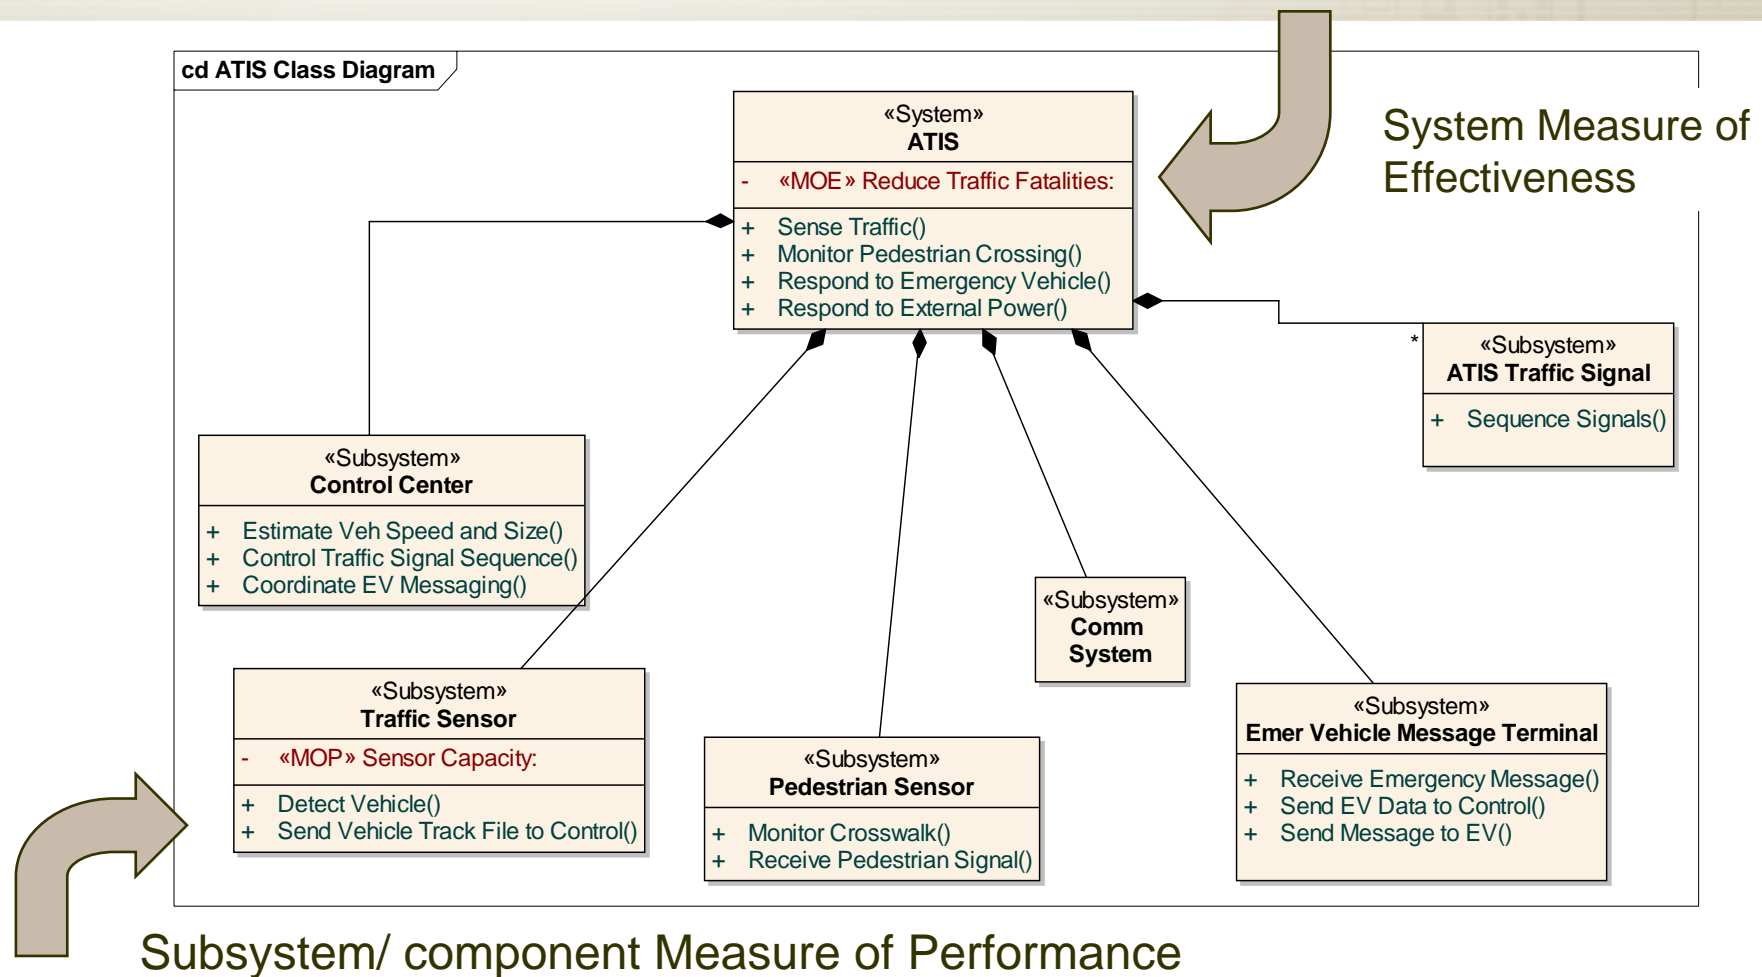 cd ATIS Class Diagram
«System»
ATIS
- «MOE» Reduce Traffic Fatalities:
+ Sense Traffic()
+ Monitor Pedestrian Crossing()
+ Respond to Emergency Vehicle()
+ Respond to External Power()
System Measure of
Effectiveness
*
«Subsystem»
ATIS Traffic Signal
+ Sequence Signals()
«Subsystem»
Control Center
+ Estimate Veh Speed and Size()
+ Control Traffic Signal Sequence()
+ Coordinate EV Messaging()
«Subsystem»
Comm
System
«Subsystem»
Traffic Sensor
- «MOP» Sensor Capacity:
+ Detect Vehicle()
+ Send Vehicle Track File to Control()
«Subsystem»
Pedestrian Sensor
+ Monitor Crosswalk()
+ Receive Pedestrian Signal()
«Subsystem»
Emer Vehicle Message Terminal
+ Receive Emergency Message()
+ Send EV Data to Control()
+ Send Message to EV()
Subsystem/ component Measure of Performance